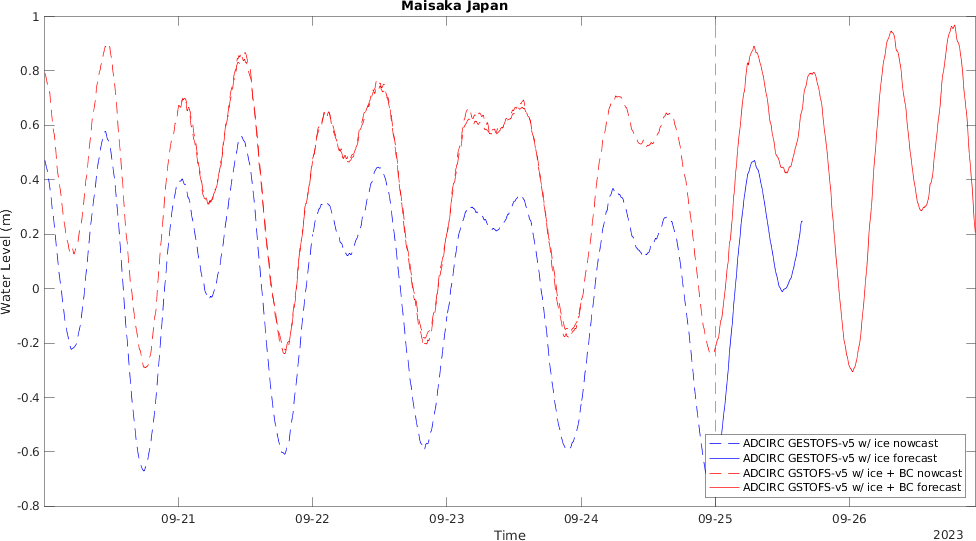 Maisaka Japan
1
0.8
0.6
0.4
0.2
0
-0.2
-0.4
-0.6
-0.8
Water Level (m)
ADCIRC GESTOFS-v5 w/ ice nowcast
ADCIRC GESTOFS-v5 w/ ice forecast
ADCIRC GSTOFS-v5 w/ ice + BC nowcast
ADCIRC GSTOFS-v5 w/ ice + BC forecast
09-21 09-22 09-23 09-24 09-25 09-26
Time
2023